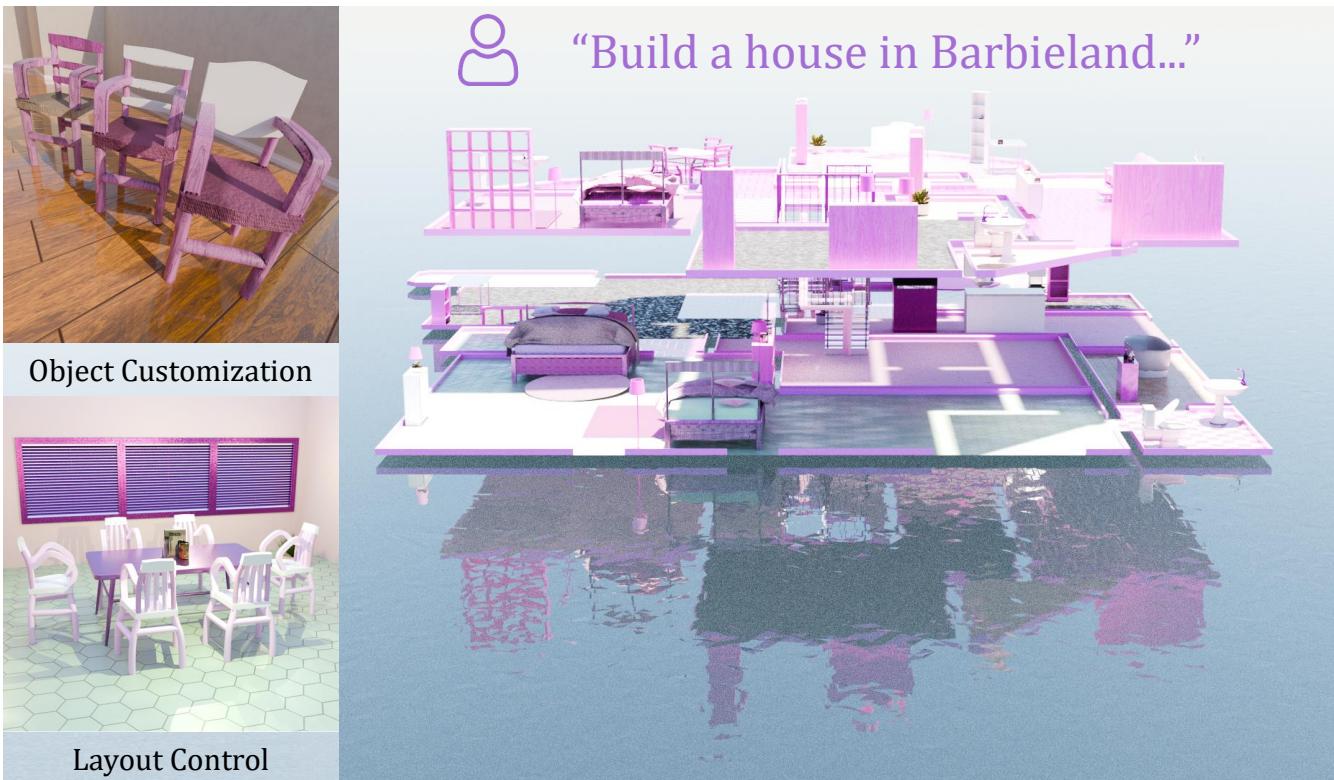 “Build a house in Barbieland...”
Object Customization
Layout Control